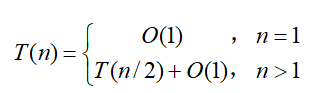 T(n) = { O(1) , n = 1
T(n/2) + O(1), n > 1